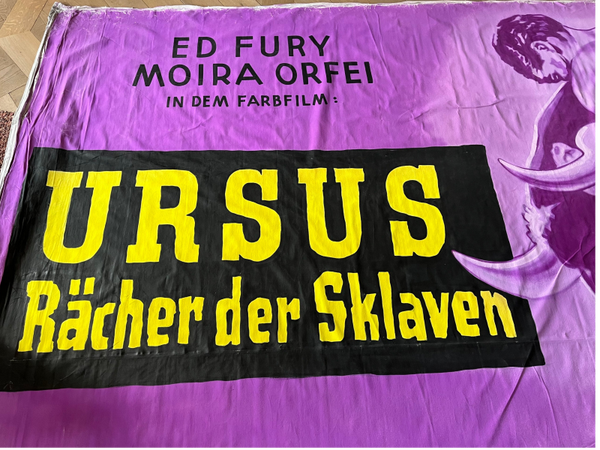 ED FURY
MOIRA ORFEI
IN DEM FARBFILM:
URSUS
Rächer der Sklaven